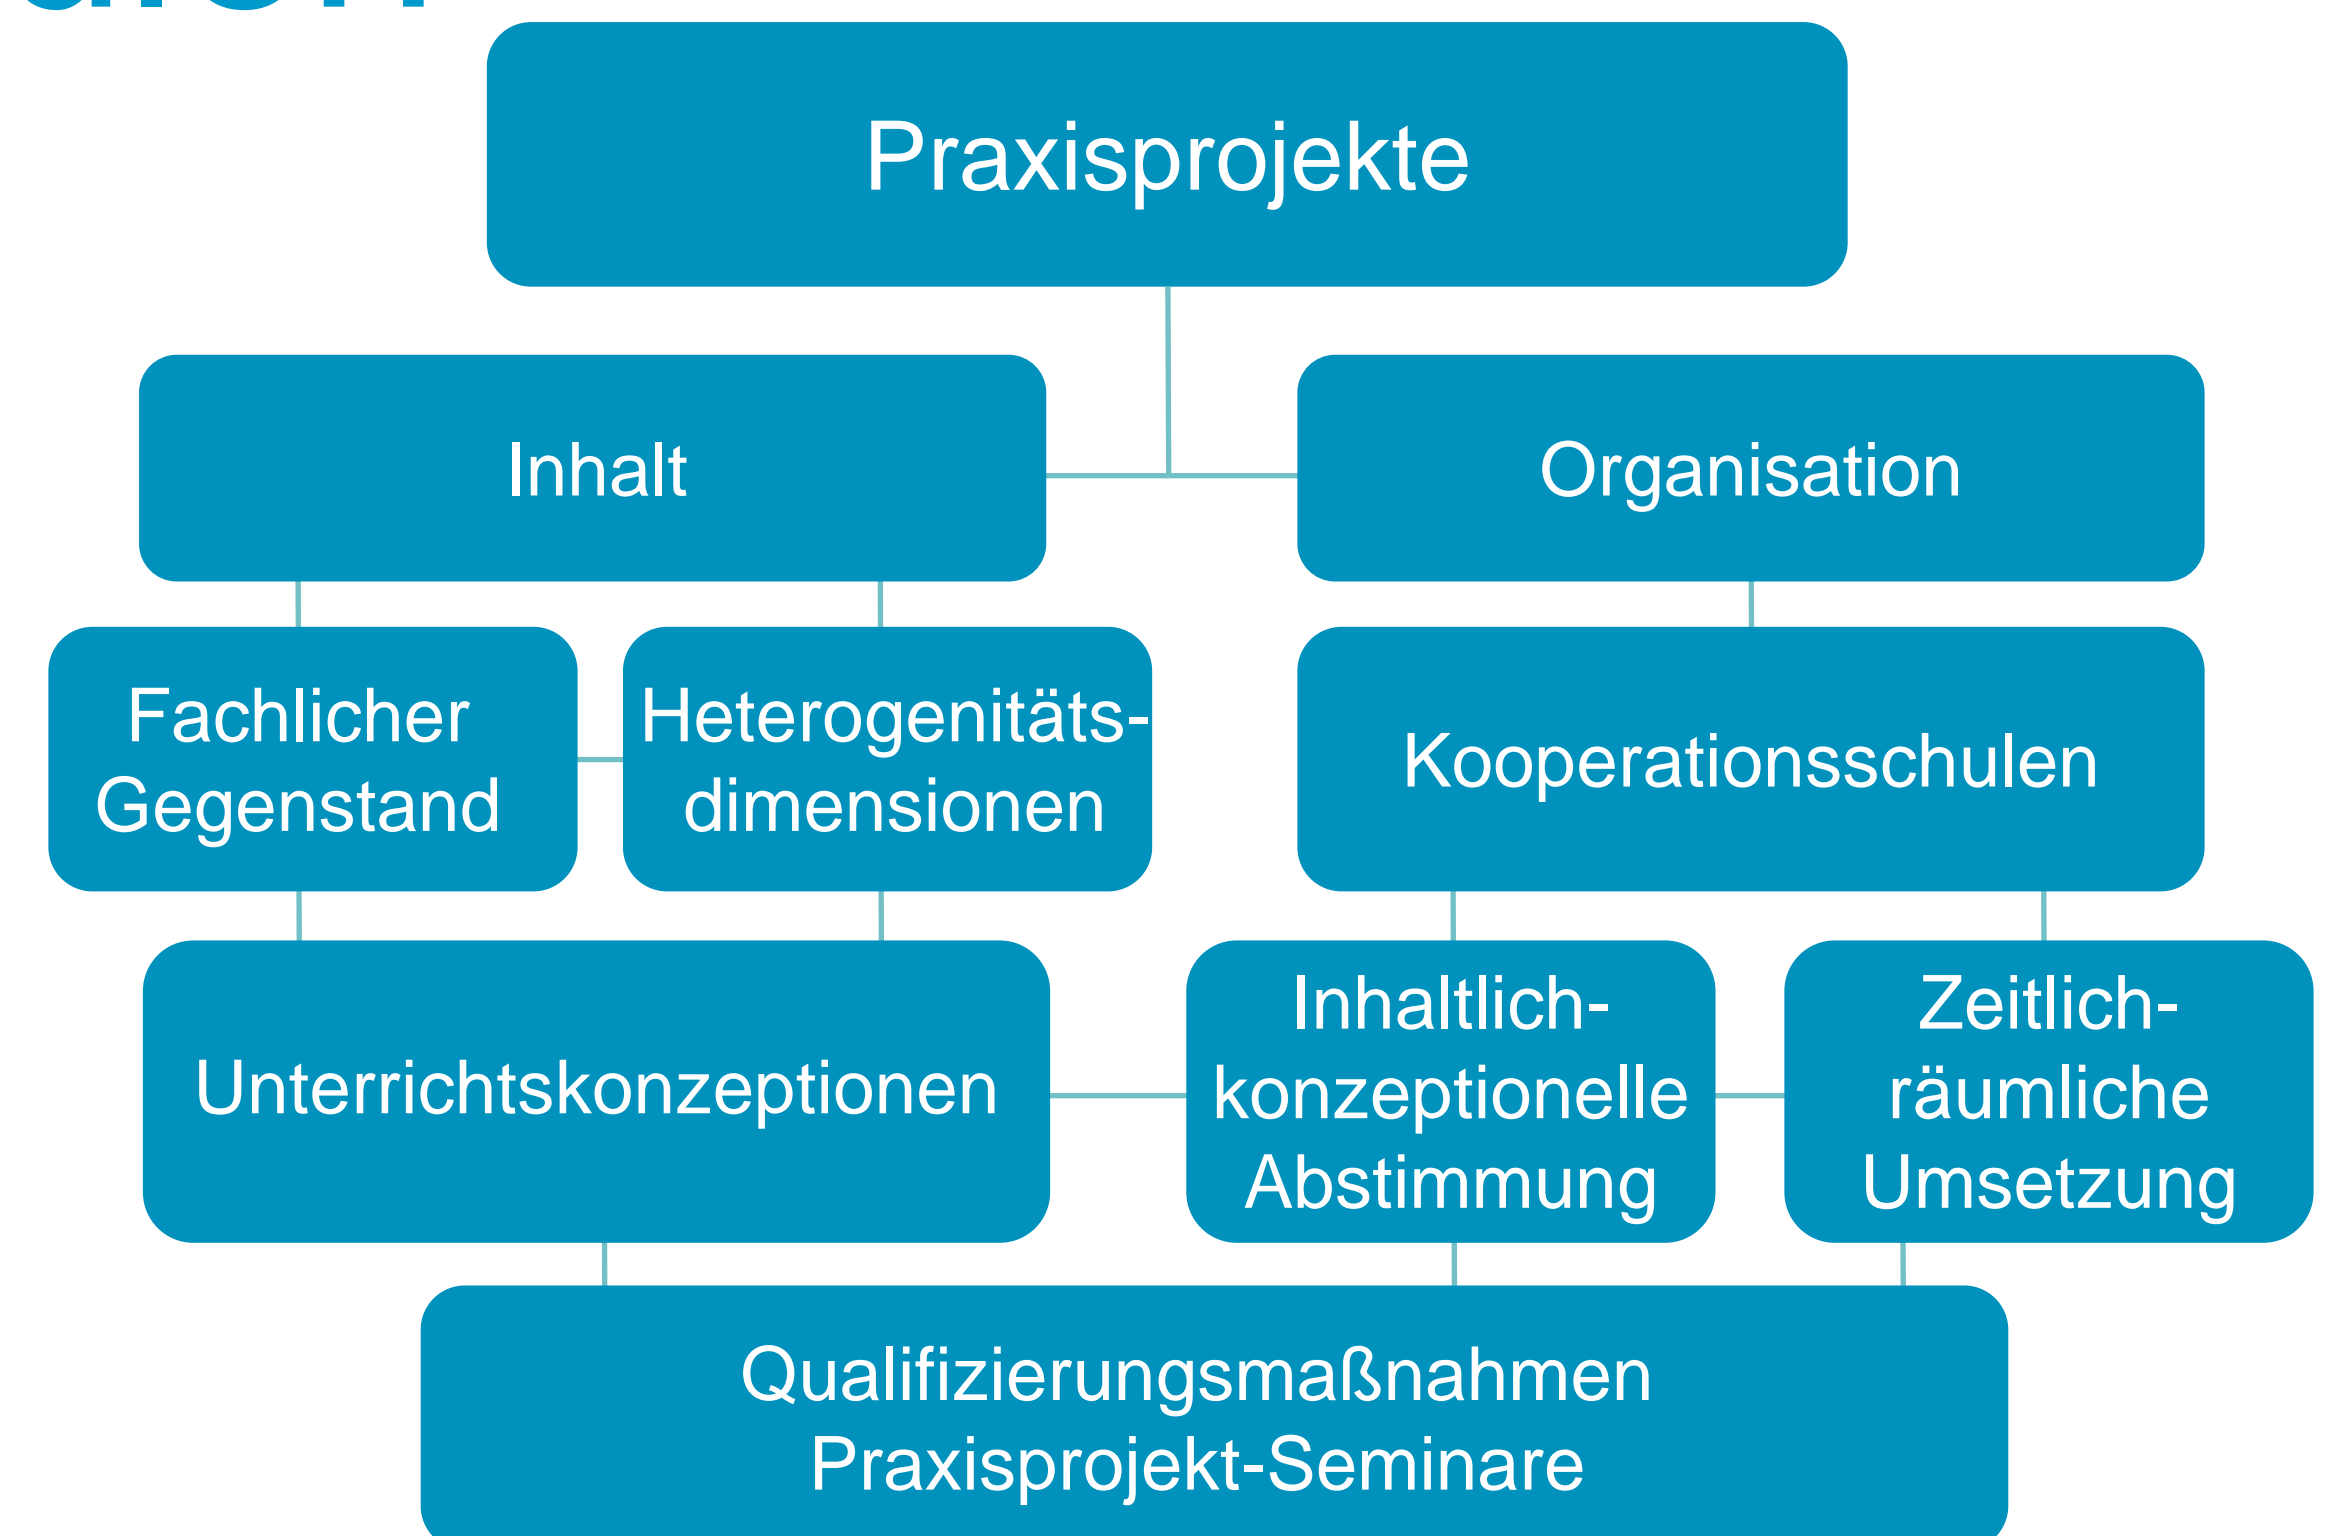 Praxisprojekte
Inhalt
Organisation
Fachlicher
Gegenstand
Heterogenitäts-
dimensionen
Kooperationsschulen
Unterrichtskonzeptionen
Inhaltlich-
konzeptionelle
Abstimmung
Zeitlich-
räumliche
Umsetzung
Qualifizierungsmaßnahmen
Praxisprojekt-Seminare